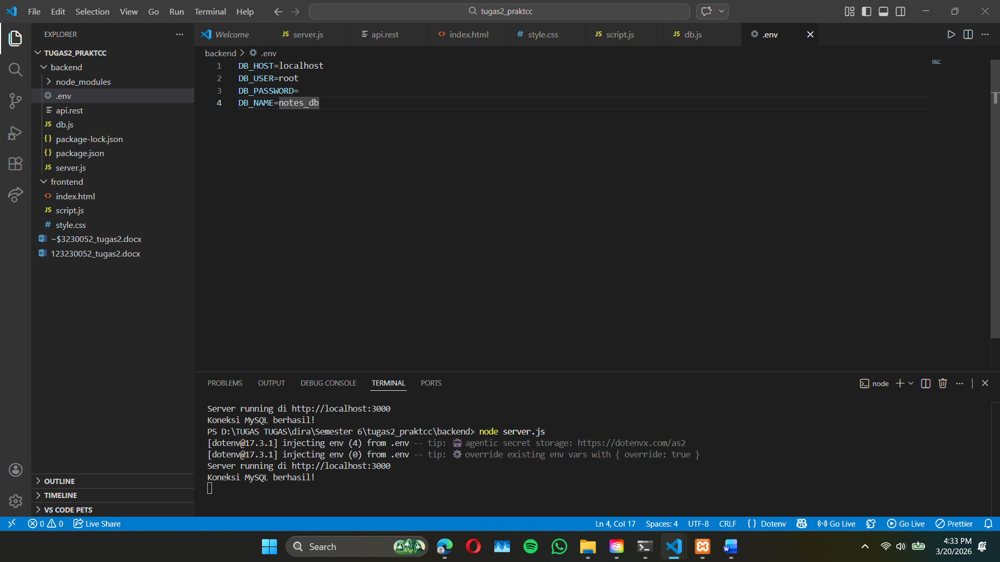 File Edit Selection View Go Run Terminal Help
tugas2_praktcc
EXPLORER
TUGAS2_PRAKTCC
backend
node_modules
.env
api.rest
db.js
package-lock.json
package.json
server.js
frontend
index.html
script.js
style.css
~$3230052_tugas2.docx
123230052_tugas2.docx
OUTLINE
TIMELINE
VS CODE PETS
Welcome
JS server.js
api.rest
<> index.html
# style.css
JS script.js
JS db.js
.env
backend > .env
1 DB_HOST=localhost
2 DB_USER=root
3 DB_PASSWORD=
4 DB_NAME=notes_db
PROBLEMS OUTPUT DEBUG CONSOLE TERMINAL PORTS
node
Server running di http://localhost:3000
Koneksi MySQL berhasil!
PS D:\TUGAS TUGAS\dira\Semester 6\tugas2_praktcc\backend> node server.js
[dotenv@17.3.1] injecting env (4) from .env -- tip: 🤖 agentic secret storage: https://dotenvx.com/as2
[dotenv@17.3.1] injecting env (0) from .env -- tip: ⚙️ override existing env vars with { override: true }
Server running di http://localhost:3000
Koneksi MySQL berhasil!
0 0 Live Share
Ln 4, Col 17 Spaces: 4 UTF-8 CRLF {} Dotenv Go Live Go Live Prettier
Search
4:33 PM
3/20/2026